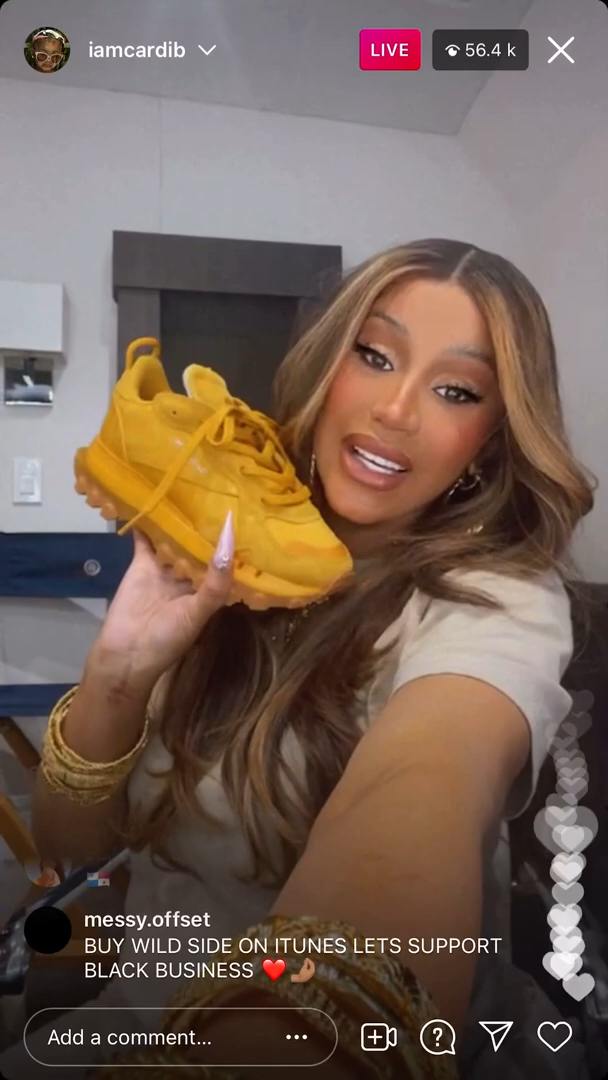 iamcardib
LIVE
56.4 k
messy.offset
BUY WILD SIDE ON ITUNES LETS SUPPORT
BLACK BUSINESS ❤️🤌🏽
Add a comment...